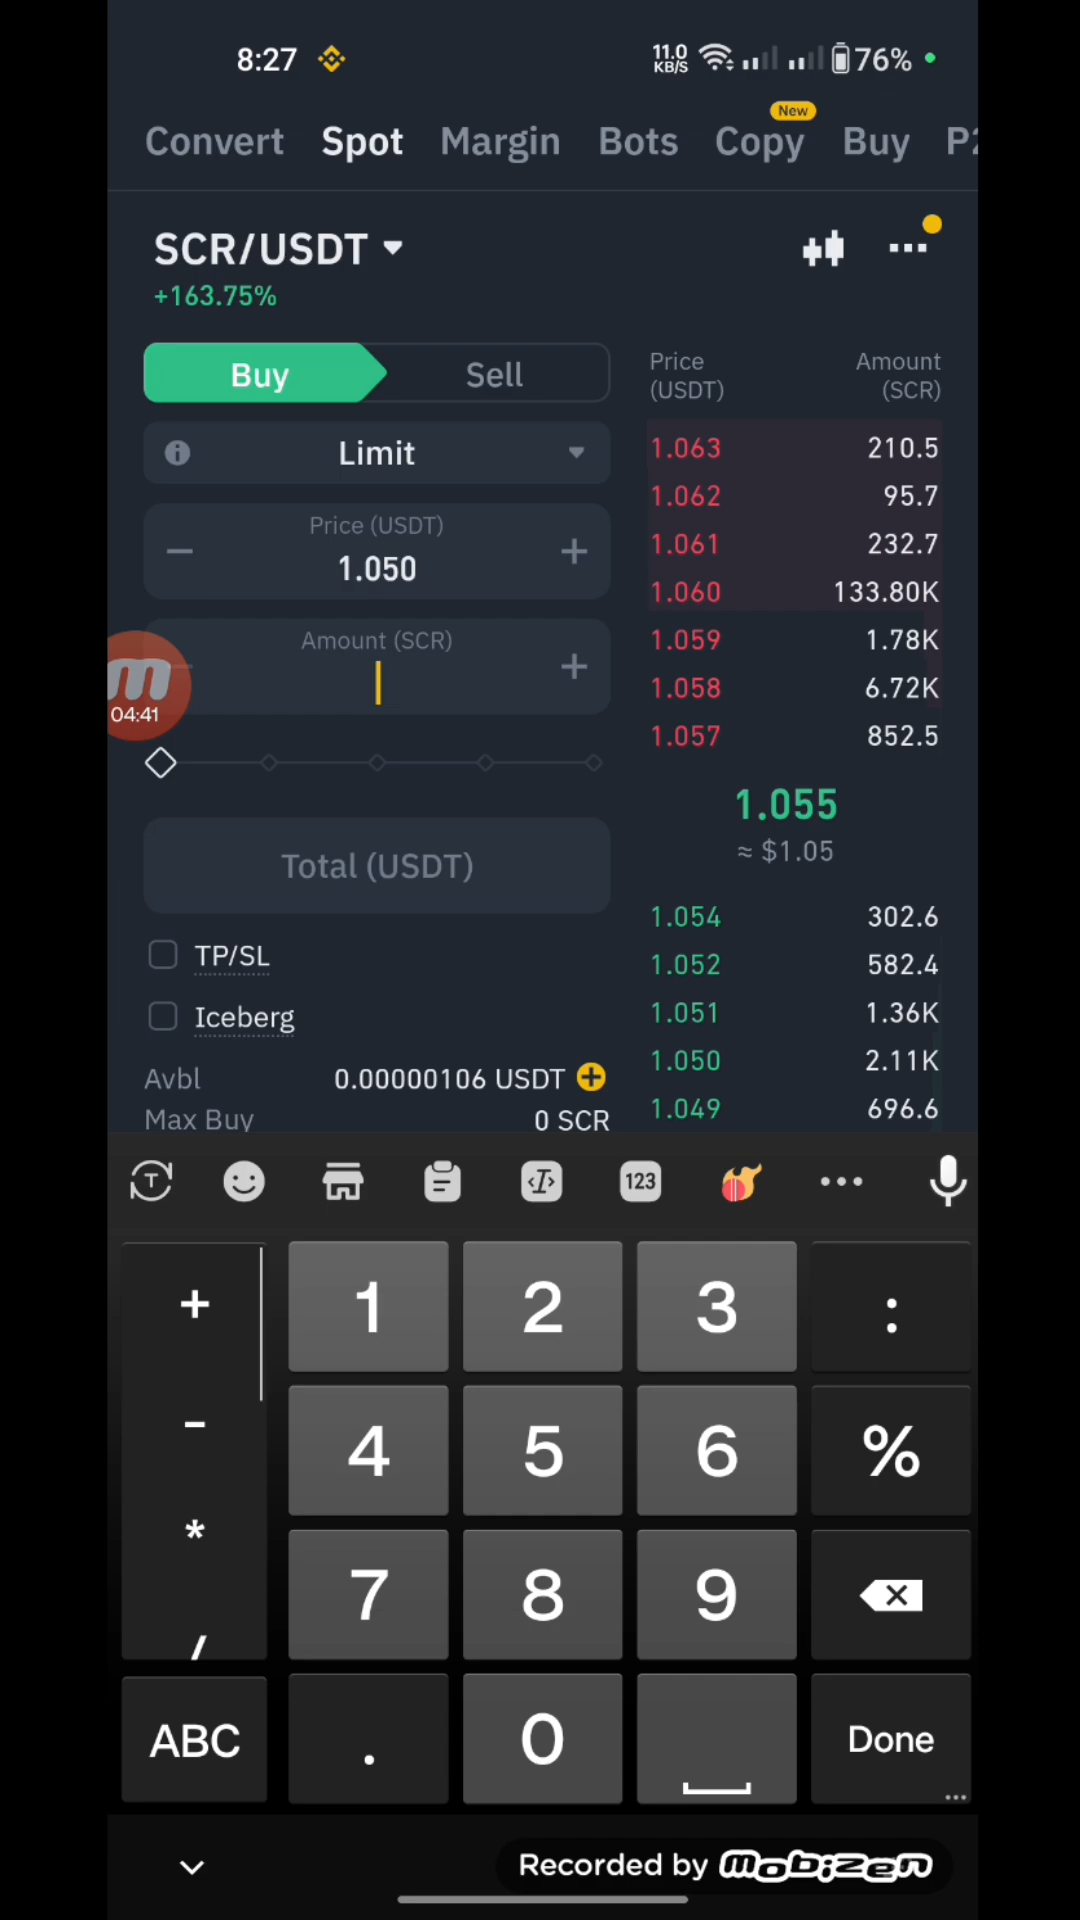 8:27
11.0
KB/S
76%
New
Convert Spot Margin Bots Copy Buy P2
SCR/USDT
+163.75%
Buy
Sell
Limit
Price (USDT)
1.050
Amount (SCR)
04:41
Total (USDT)
TP/SL
Iceberg
Avbl 0.00000106 USDT
Max Buy 0 SCR
Price Amount
(USDT) (SCR)
1.063 210.5
1.062 95.7
1.061 232.7
1.060 133.80K
1.059 1.78K
1.058 6.72K
1.057 852.5
1.055
≈ $1.05
1.054 302.6
1.052 582.4
1.051 1.36K
1.050 2.11K
1.049 696.6
123
+ 1 2 3 :
- 4 5 6 %
* 7 8 9
/
ABC . 0 Done
Recorded by mobizen